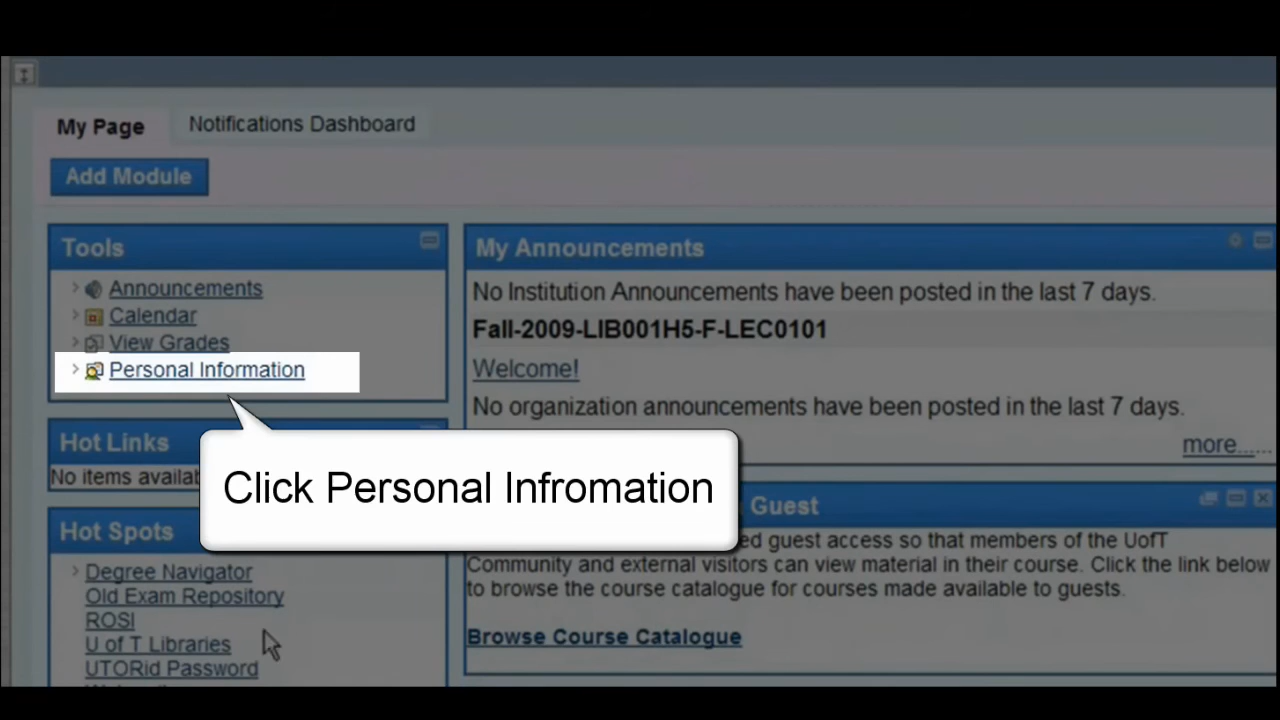 My Page
Notifications Dashboard
Add Module
Tools
Announcements
Calendar
View Grades
Personal Information
Click Personal Infromation
Hot Links
No items
Hot Spots
Degree Navigator
Old Exam Repository
ROSI
U of T Libraries
UTORid Password
My Announcements
No Institution Announcements have been posted in the last 7 days.
Fall-2009-LIB001H5-F-LEC0101
Welcome!
No organization announcements have been posted in the last 7 days.
more......
Guest
guest access so that members of the UofT
Community and external visitors can view material in their course. Click the link below
to browse the course catalogue for courses made available to guests.
Browse Course Catalogue